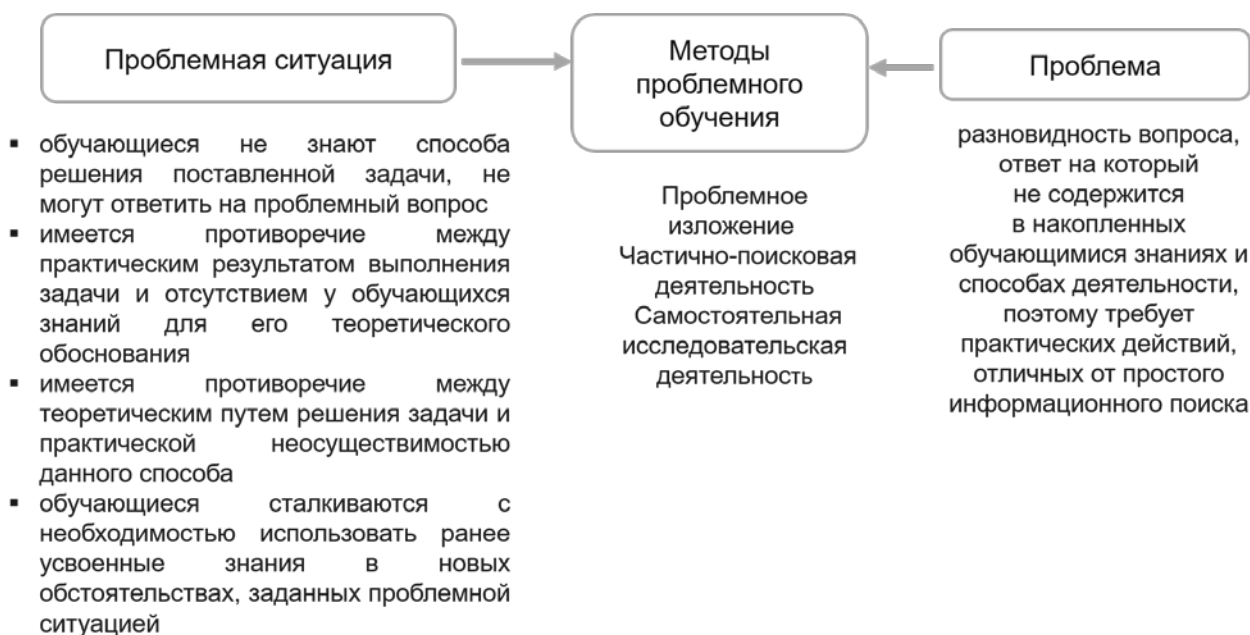 Проблемная ситуация
▪ обучающиеся не знают способа
решения поставленной задачи, не
могут ответить на проблемный вопрос
▪ имеется противоречие между
практическим результатом выполнения
задачи и отсутствием у обучающихся
знаний для его теоретического
обоснования
▪ имеется противоречие между
теоретическим путем решения задачи и
практической неосуществимостью
данного способа
▪ обучающиеся сталкиваются с
необходимостью использовать ранее
усвоенные знания в новых
обстоятельствах, заданных проблемной
ситуацией
Методы
проблемного
обучения
Проблемное
изложение
Частично-поисковая
деятельность
Самостоятельная
исследовательская
деятельность
Проблема
разновидность вопроса,
ответ на который
не содержится
в накопленных
обучающимися знаниях и
способах деятельности,
поэтому требует
практических действий,
отличных от простого
информационного поиска